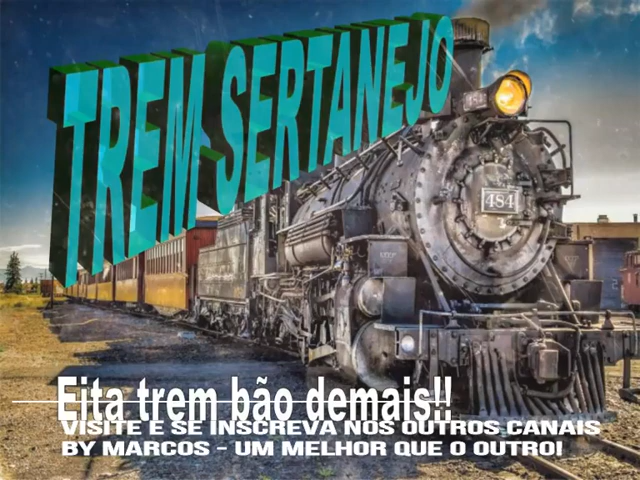 TREM SERTANEJO
484
Eita trem bão demais!!
VISITE E SE INSCREVA NOS OUTROS CANAIS
BY MARCOS - UM MELHOR QUE O OUTRO!